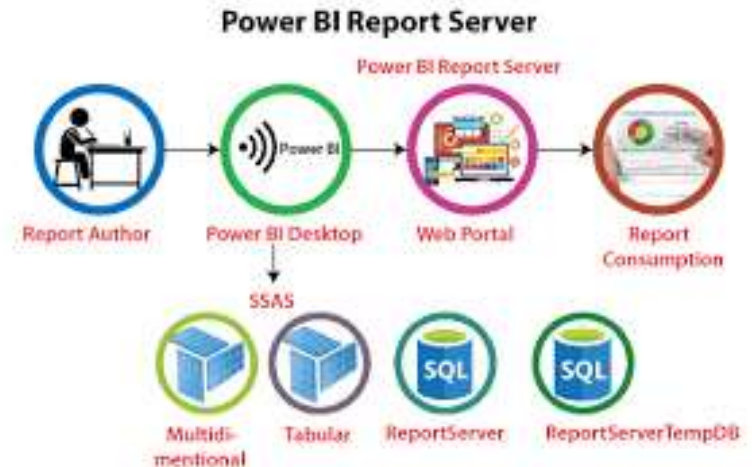 Power BI Report Server
Power BI Report Server
Power BI
Report Author
Power BI Desktop
Web Portal
Report
Consumption
SSAS
SQL
SQL
Multidi-
mentional
Tabular
ReportServer
ReportServerTempDB